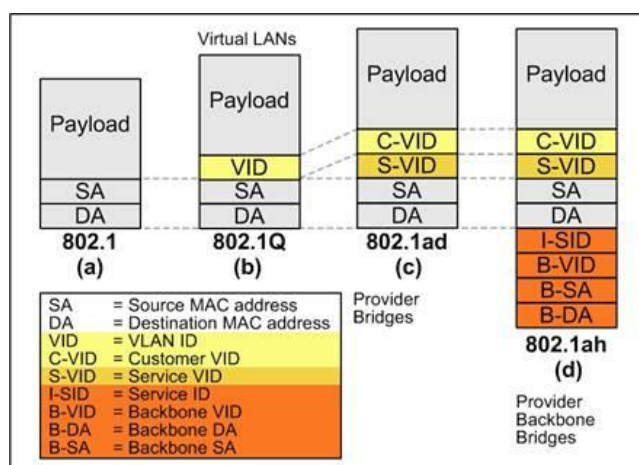 Virtual LANs
Payload
SA
DA
802.1
(a)
Payload
VID
SA
DA
802.1Q
(b)
Payload
C-VID
S-VID
SA
DA
802.1ad
(c)
Provider
Bridges
Payload
C-VID
S-VID
SA
DA
I-SID
B-VID
B-SA
B-DA
802.1ah
(d)
Provider
Backbone
Bridges
SA = Source MAC address
DA = Destination MAC address
VID = VLAN ID
C-VID = Customer VID
S-VID = Service VID
I-SID = Service ID
B-VID = Backbone VID
B-DA = Backbone DA
B-SA = Backbone SA